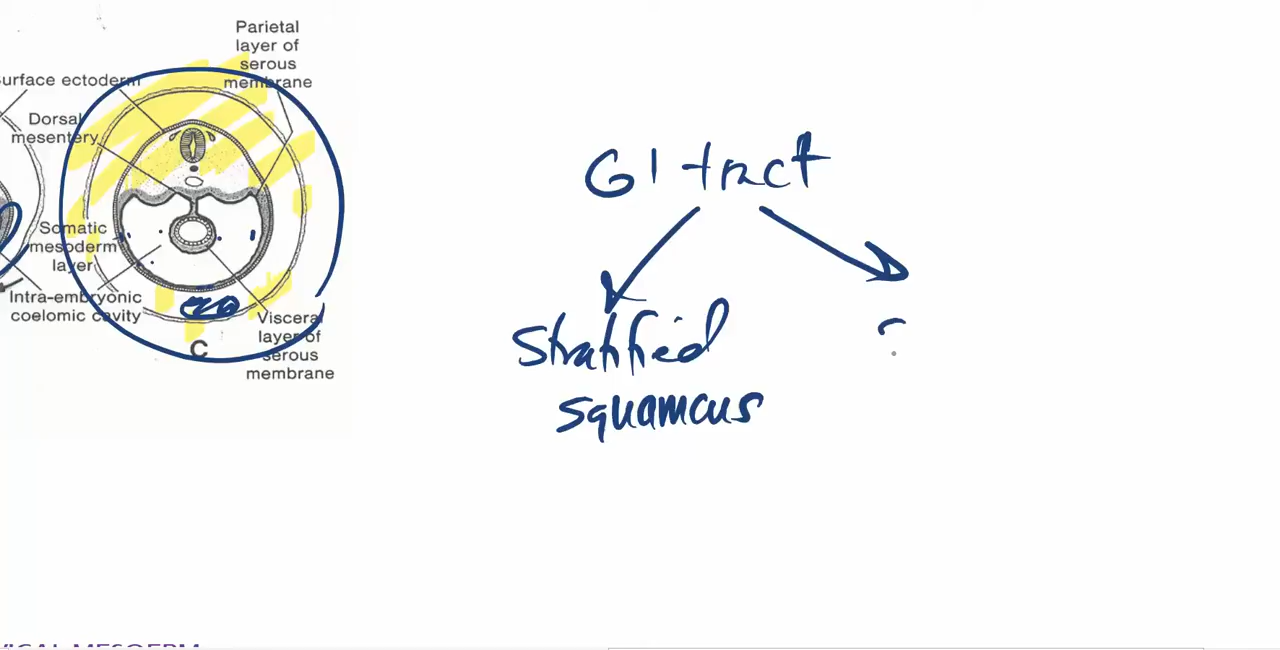 Parietal
layer of
serous
membrane
urface ectoderm
Dorsal
mesentery
Somatic
mesoderm
layer
Intra-embryonic
coelomic cavity
Visceral
layer of
serous
membrane
C
GI tract
Stratified
squamous